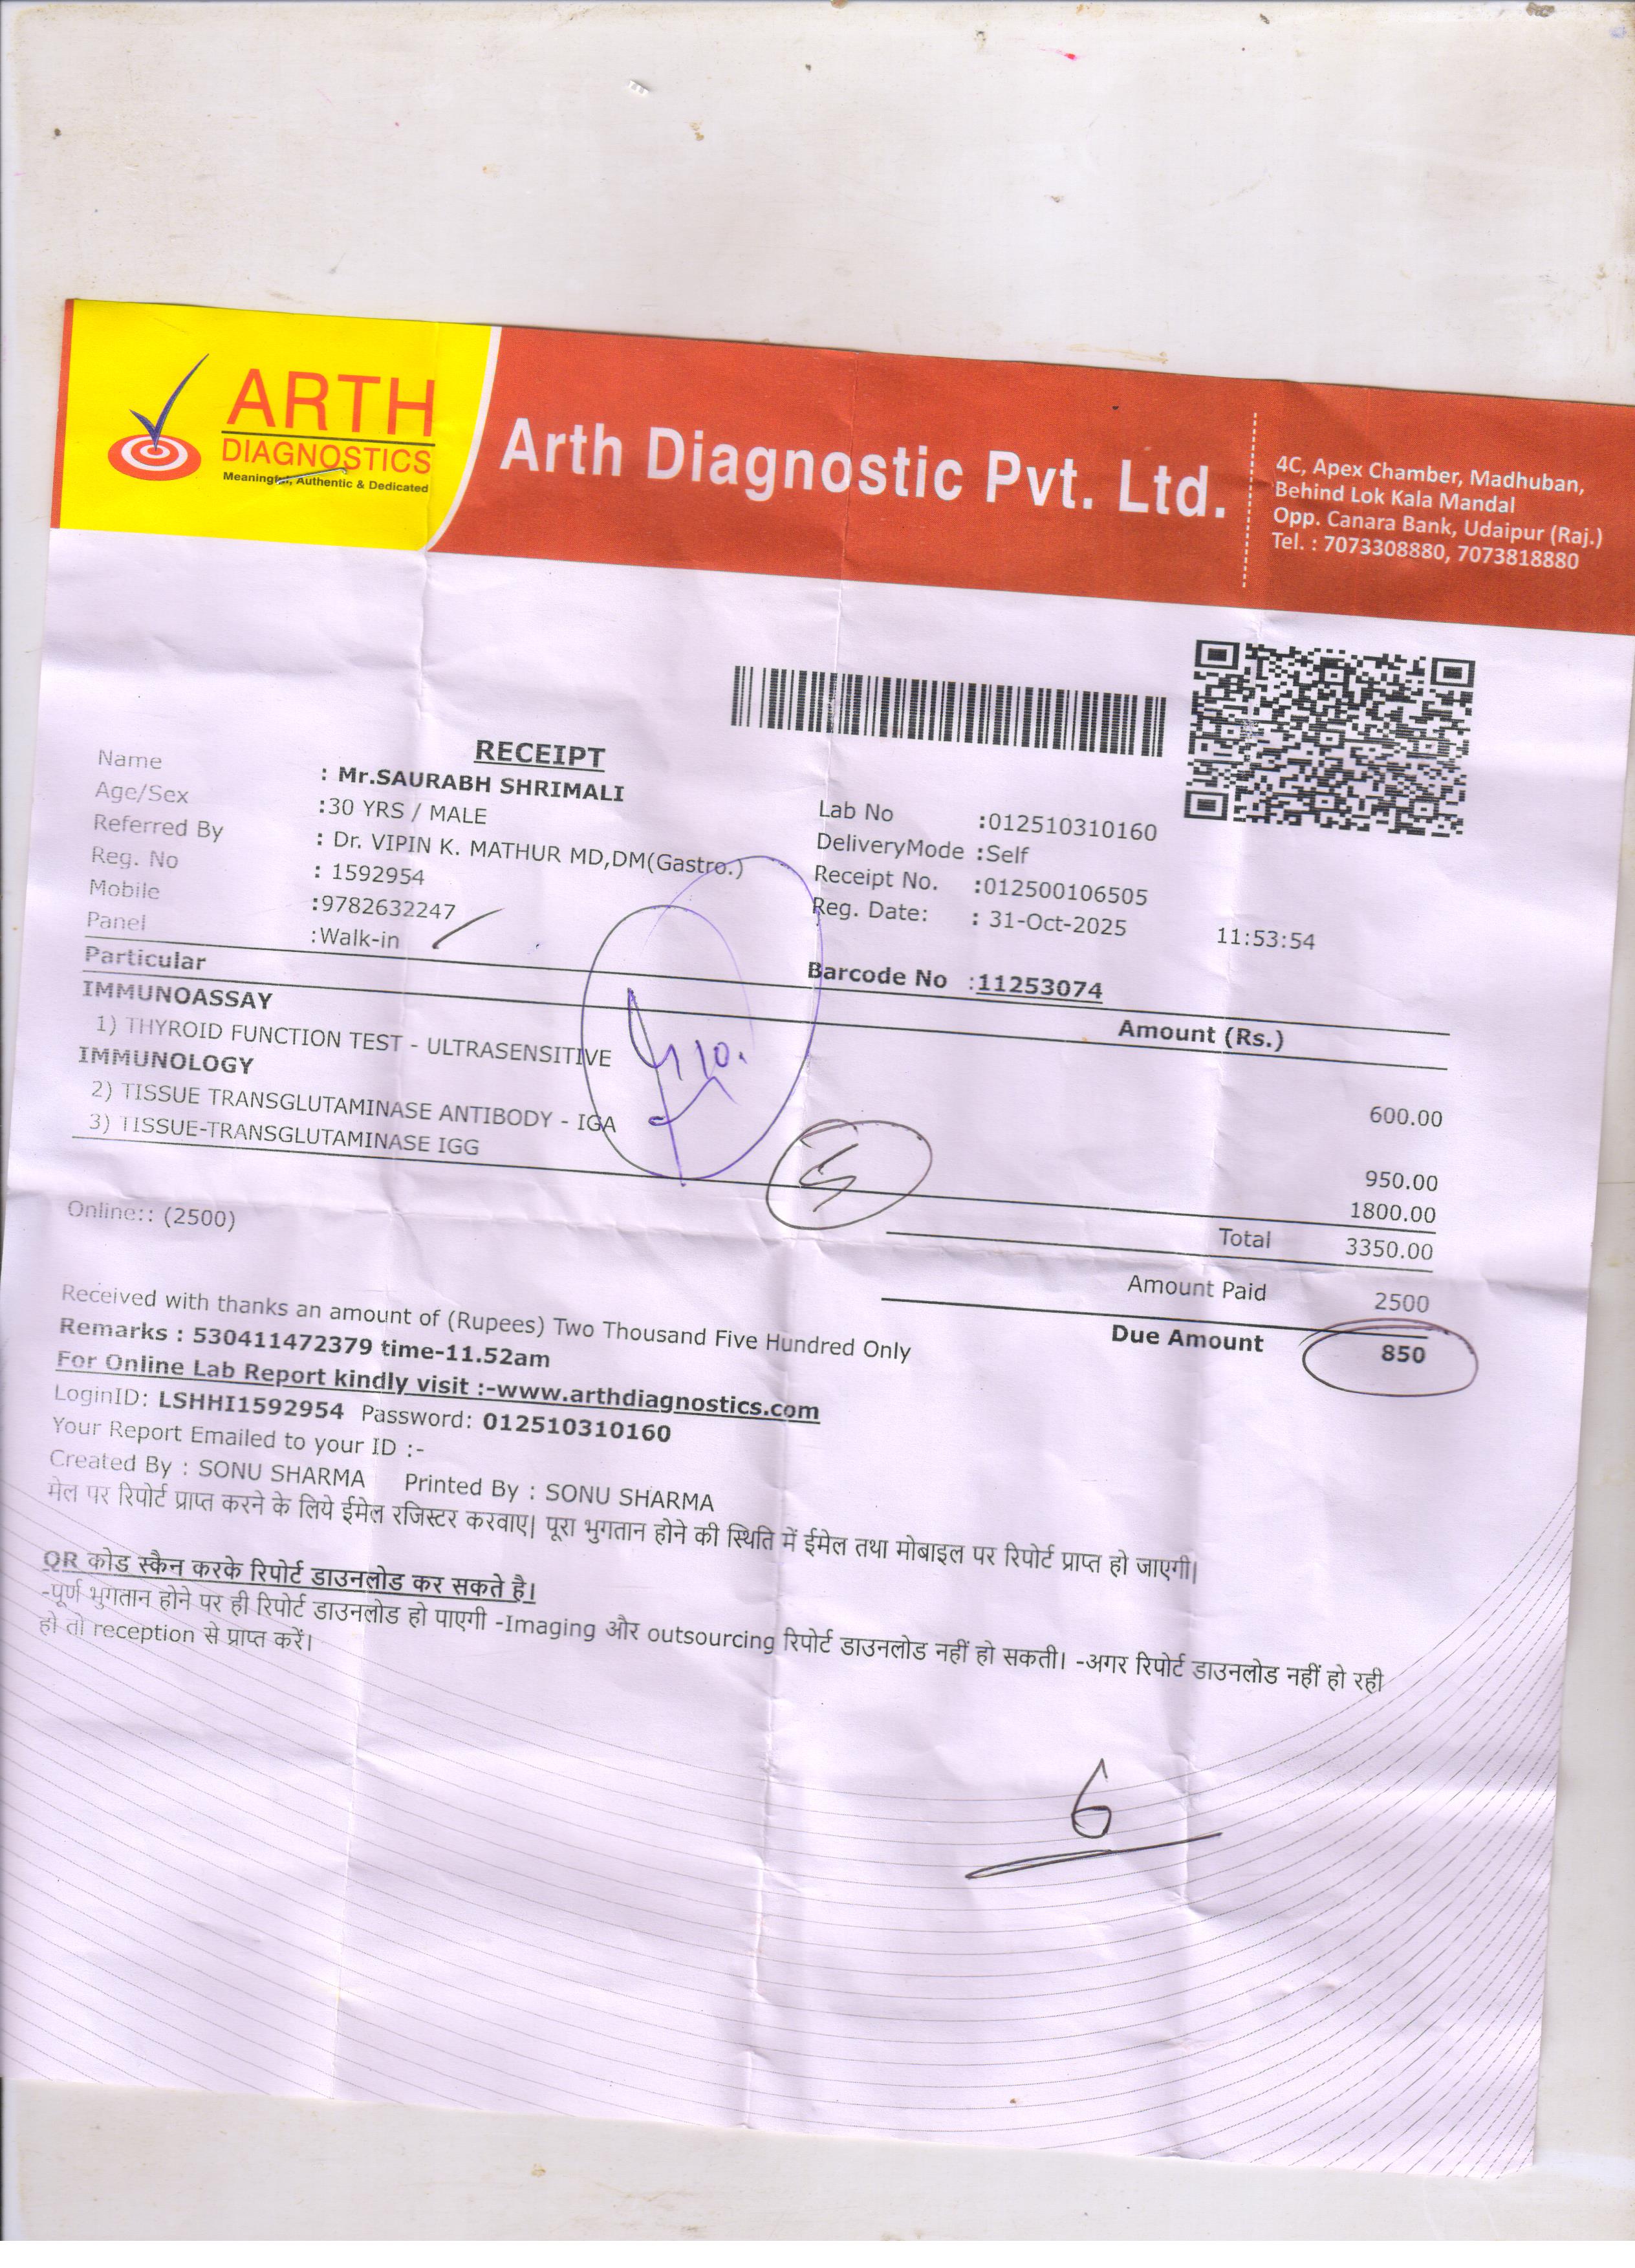 ARTH
DIAGNOSTICS
Meaningful, Authentic & Dedicated
Arth Diagnostic Pvt. Ltd.
4C, Apex Chamber, Madhuban,
Behind Lok Kala Mandal
Opp. Canara Bank, Udaipur (Raj.)
Tel. : 7073308880, 7073818880
RECEIPT
Name : Mr.SAURABH SHRIMALI
Age/Sex :30 YRS / MALE
Referred By : Dr. VIPIN K. MATHUR MD,DM(Gastro.)
Reg. No : 1592954
Mobile :9782632247
Panel :Walk-in
Lab No :012510310160
DeliveryMode :Self
Receipt No. :012500106505
Reg. Date: : 31-Oct-2025 11:53:54
Barcode No :11253074
Particular Amount (Rs.)
IMMUNOASSAY
1) THYROID FUNCTION TEST - ULTRASENSITIVE 600.00
IMMUNOLOGY
2) TISSUE TRANSGLUTAMINASE ANTIBODY - IGA 950.00
3) TISSUE-TRANSGLUTAMINASE IGG 1800.00
Total 3350.00
Online:: (2500)
Amount Paid 2500
Due Amount 850
Received with thanks an amount of (Rupees) Two Thousand Five Hundred Only
Remarks : 530411472379 time-11.52am
For Online Lab Report kindly visit :-www.arthdiagnostics.com
LoginID: LSHHI1592954 Password: 012510310160
Your Report Emailed to your ID :-
Created By : SONU SHARMA Printed By : SONU SHARMA
मेल पर रिपोर्ट प्राप्त करने के लिये ईमेल रजिस्टर करवाए| पूरा भुगतान होने की स्थिति में ईमेल तथा मोबाइल पर रिपोर्ट प्राप्त हो जाएगी|
QR कोड स्कैन करके रिपोर्ट डाउनलोड कर सकते है|
-पूर्ण भुगतान होने पर ही रिपोर्ट डाउनलोड हो पाएगी -Imaging और outsourcing रिपोर्ट डाउनलोड नहीं हो सकती। -अगर रिपोर्ट डाउनलोड नहीं हो रही
हो तो reception से प्राप्त करें।
6